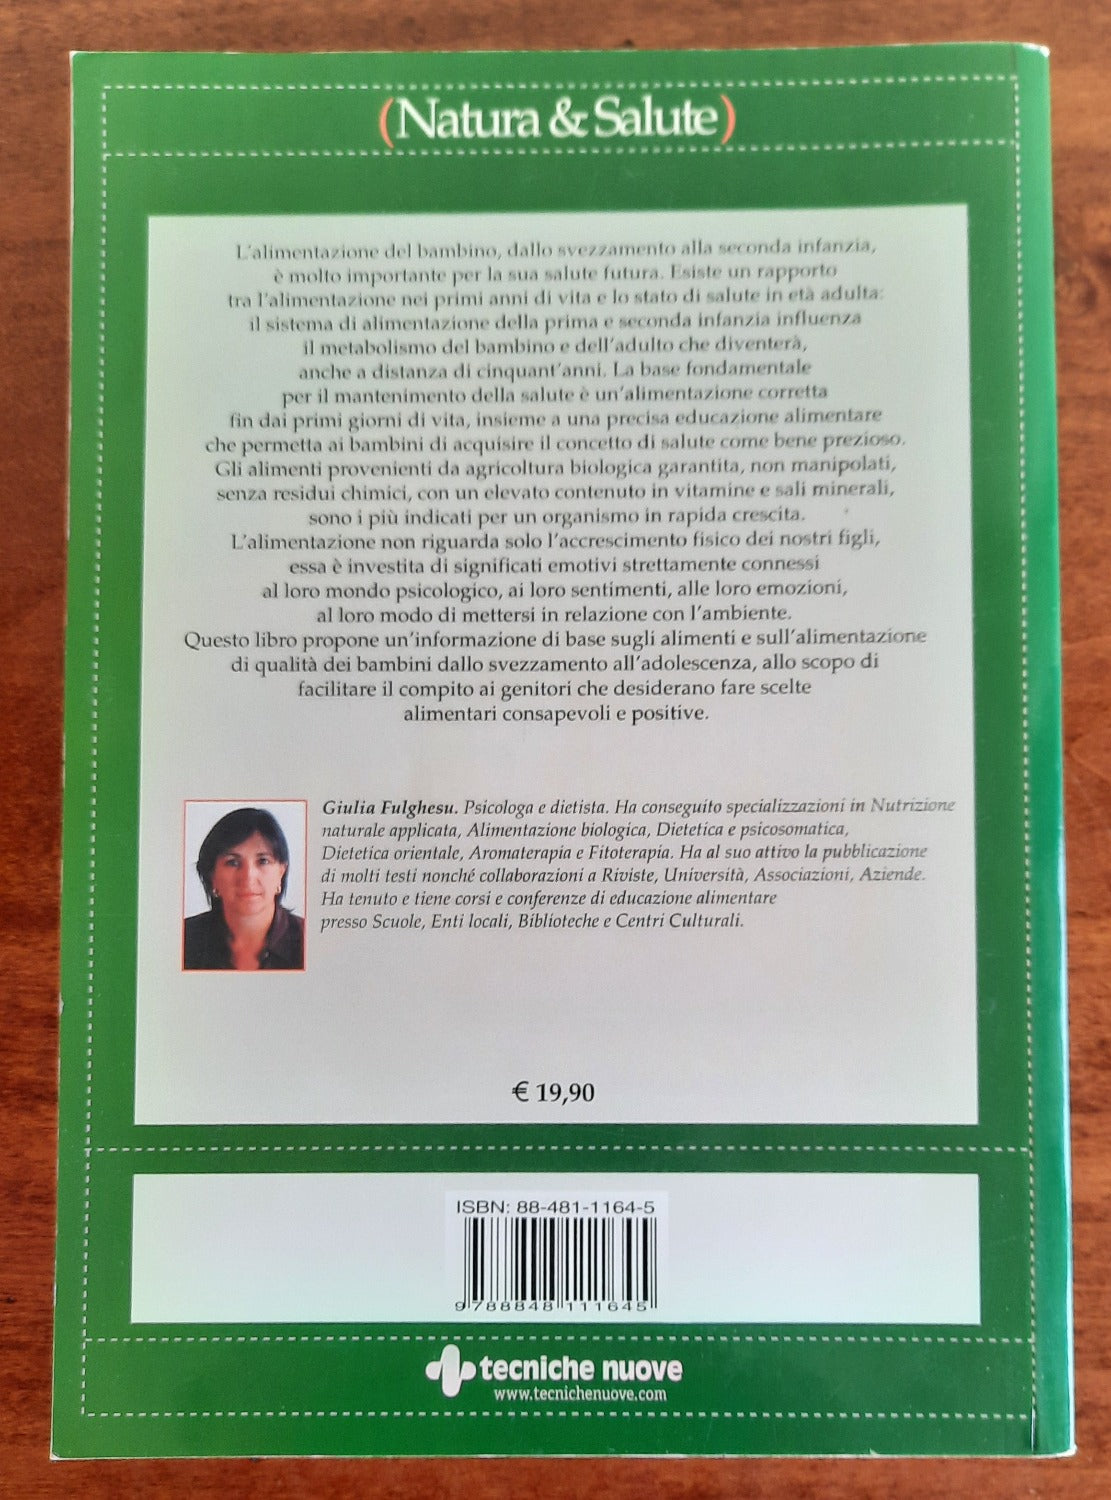 (Natura & Salute)
L'alimentazione del bambino, dallo svezzamento alla seconda infanzia,
è molto importante per la sua salute futura. Esiste un rapporto
tra l'alimentazione nei primi anni di vita e lo stato di salute in età adulta:
il sistema di alimentazione della prima e seconda infanzia influenza
il metabolismo del bambino e dell'adulto che diventerà,
anche a distanza di cinquant'anni. La base fondamentale
per il mantenimento della salute è un'alimentazione corretta
fin dai primi giorni di vita, insieme a una precisa educazione alimentare
che permetta ai bambini di acquisire il concetto di salute come bene prezioso.
Gli alimenti provenienti da agricoltura biologica garantita, non manipolati,
senza residui chimici, con un elevato contenuto in vitamine e sali minerali,
sono i più indicati per un organismo in rapida crescita.
L'alimentazione non riguarda solo l'accrescimento fisico dei nostri figli,
essa è investita di significati emotivi strettamente connessi
al loro mondo psicologico, ai loro sentimenti, alle loro emozioni,
al loro modo di mettersi in relazione con l'ambiente.
Questo libro propone un'informazione di base sugli alimenti e sull'alimentazione
di qualità dei bambini dallo svezzamento all'adolescenza, allo scopo di
facilitare il compito ai genitori che desiderano fare scelte
alimentari consapevoli e positive.
Giulia Fulghesu. Psicologa e dietista. Ha conseguito specializzazioni in Nutrizione
naturale applicata, Alimentazione biologica, Dietetica e psicosomatica,
Dietetica orientale, Aromaterapia e Fitoterapia. Ha al suo attivo la pubblicazione
di molti testi nonché collaborazioni a Riviste, Università, Associazioni, Aziende.
Ha tenuto e tiene corsi e conferenze di educazione alimentare
presso Scuole, Enti locali, Biblioteche e Centri Culturali.
€ 19,90
ISBN: 88-481-1164-5
9 788848 111645
tecniche nuove
www.tecnichenuove.com